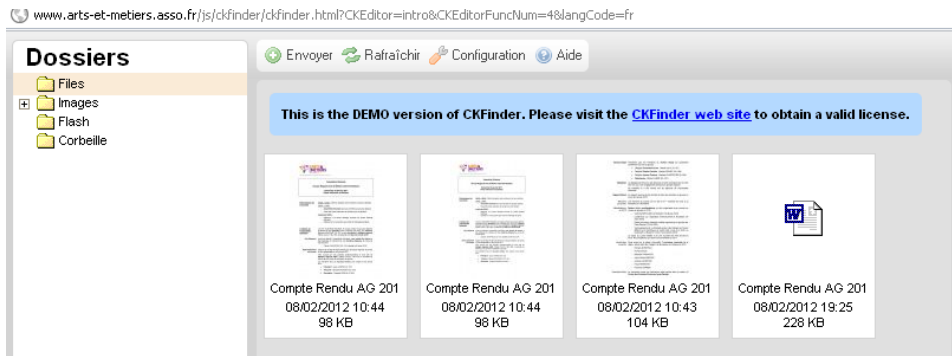 www.arts-et-metiers.asso.fr/js/ckfinder/ckfinder.html?CKEditor=intro&CKEditorFuncNum=4&langCode=fr
Dossiers
Envoyer Rafraîchir Configuration Aide
Files
Images
Flash
Corbeille
This is the DEMO version of CKFinder. Please visit the CKFinder web site to obtain a valid license.
Compte Rendu AG 201 Compte Rendu AG 201 Compte Rendu AG 201 Compte Rendu AG 201
08/02/2012 10:44 08/02/2012 10:44 08/02/2012 10:43 08/02/2012 19:25
98 KB 98 KB 104 KB 228 KB